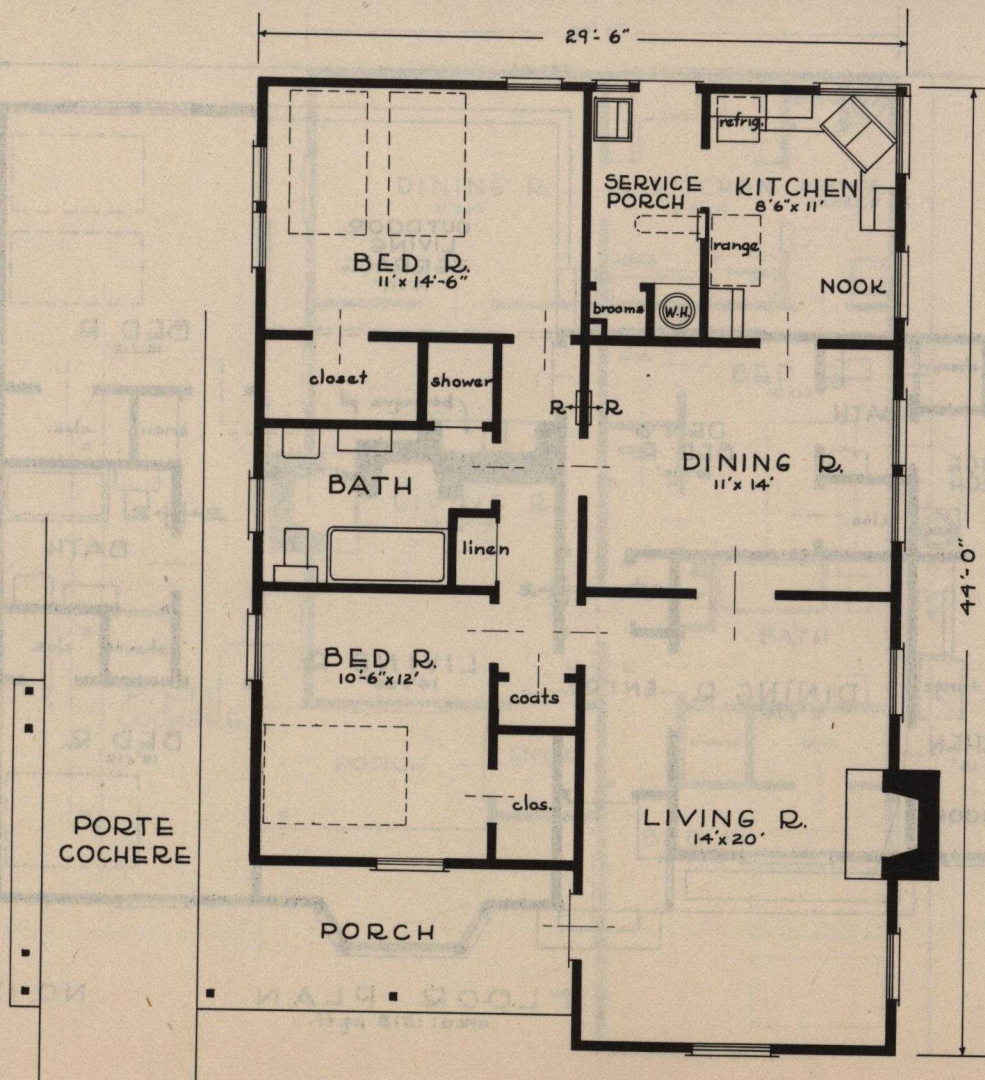 29'-6"
refrig.
SERVICE
PORCH
KITCHEN
8'6" x 11'
BED R.
11' x 14'-6"
range
NOOK
brooms
W.H.
closet
shower
R R
DINING R.
11' x 14'
BATH
linen
44'-0"
BED R.
10'-6" x 12'
coats
clos.
LIVING R.
14' x 20'
PORTE
COCHERE
PORCH